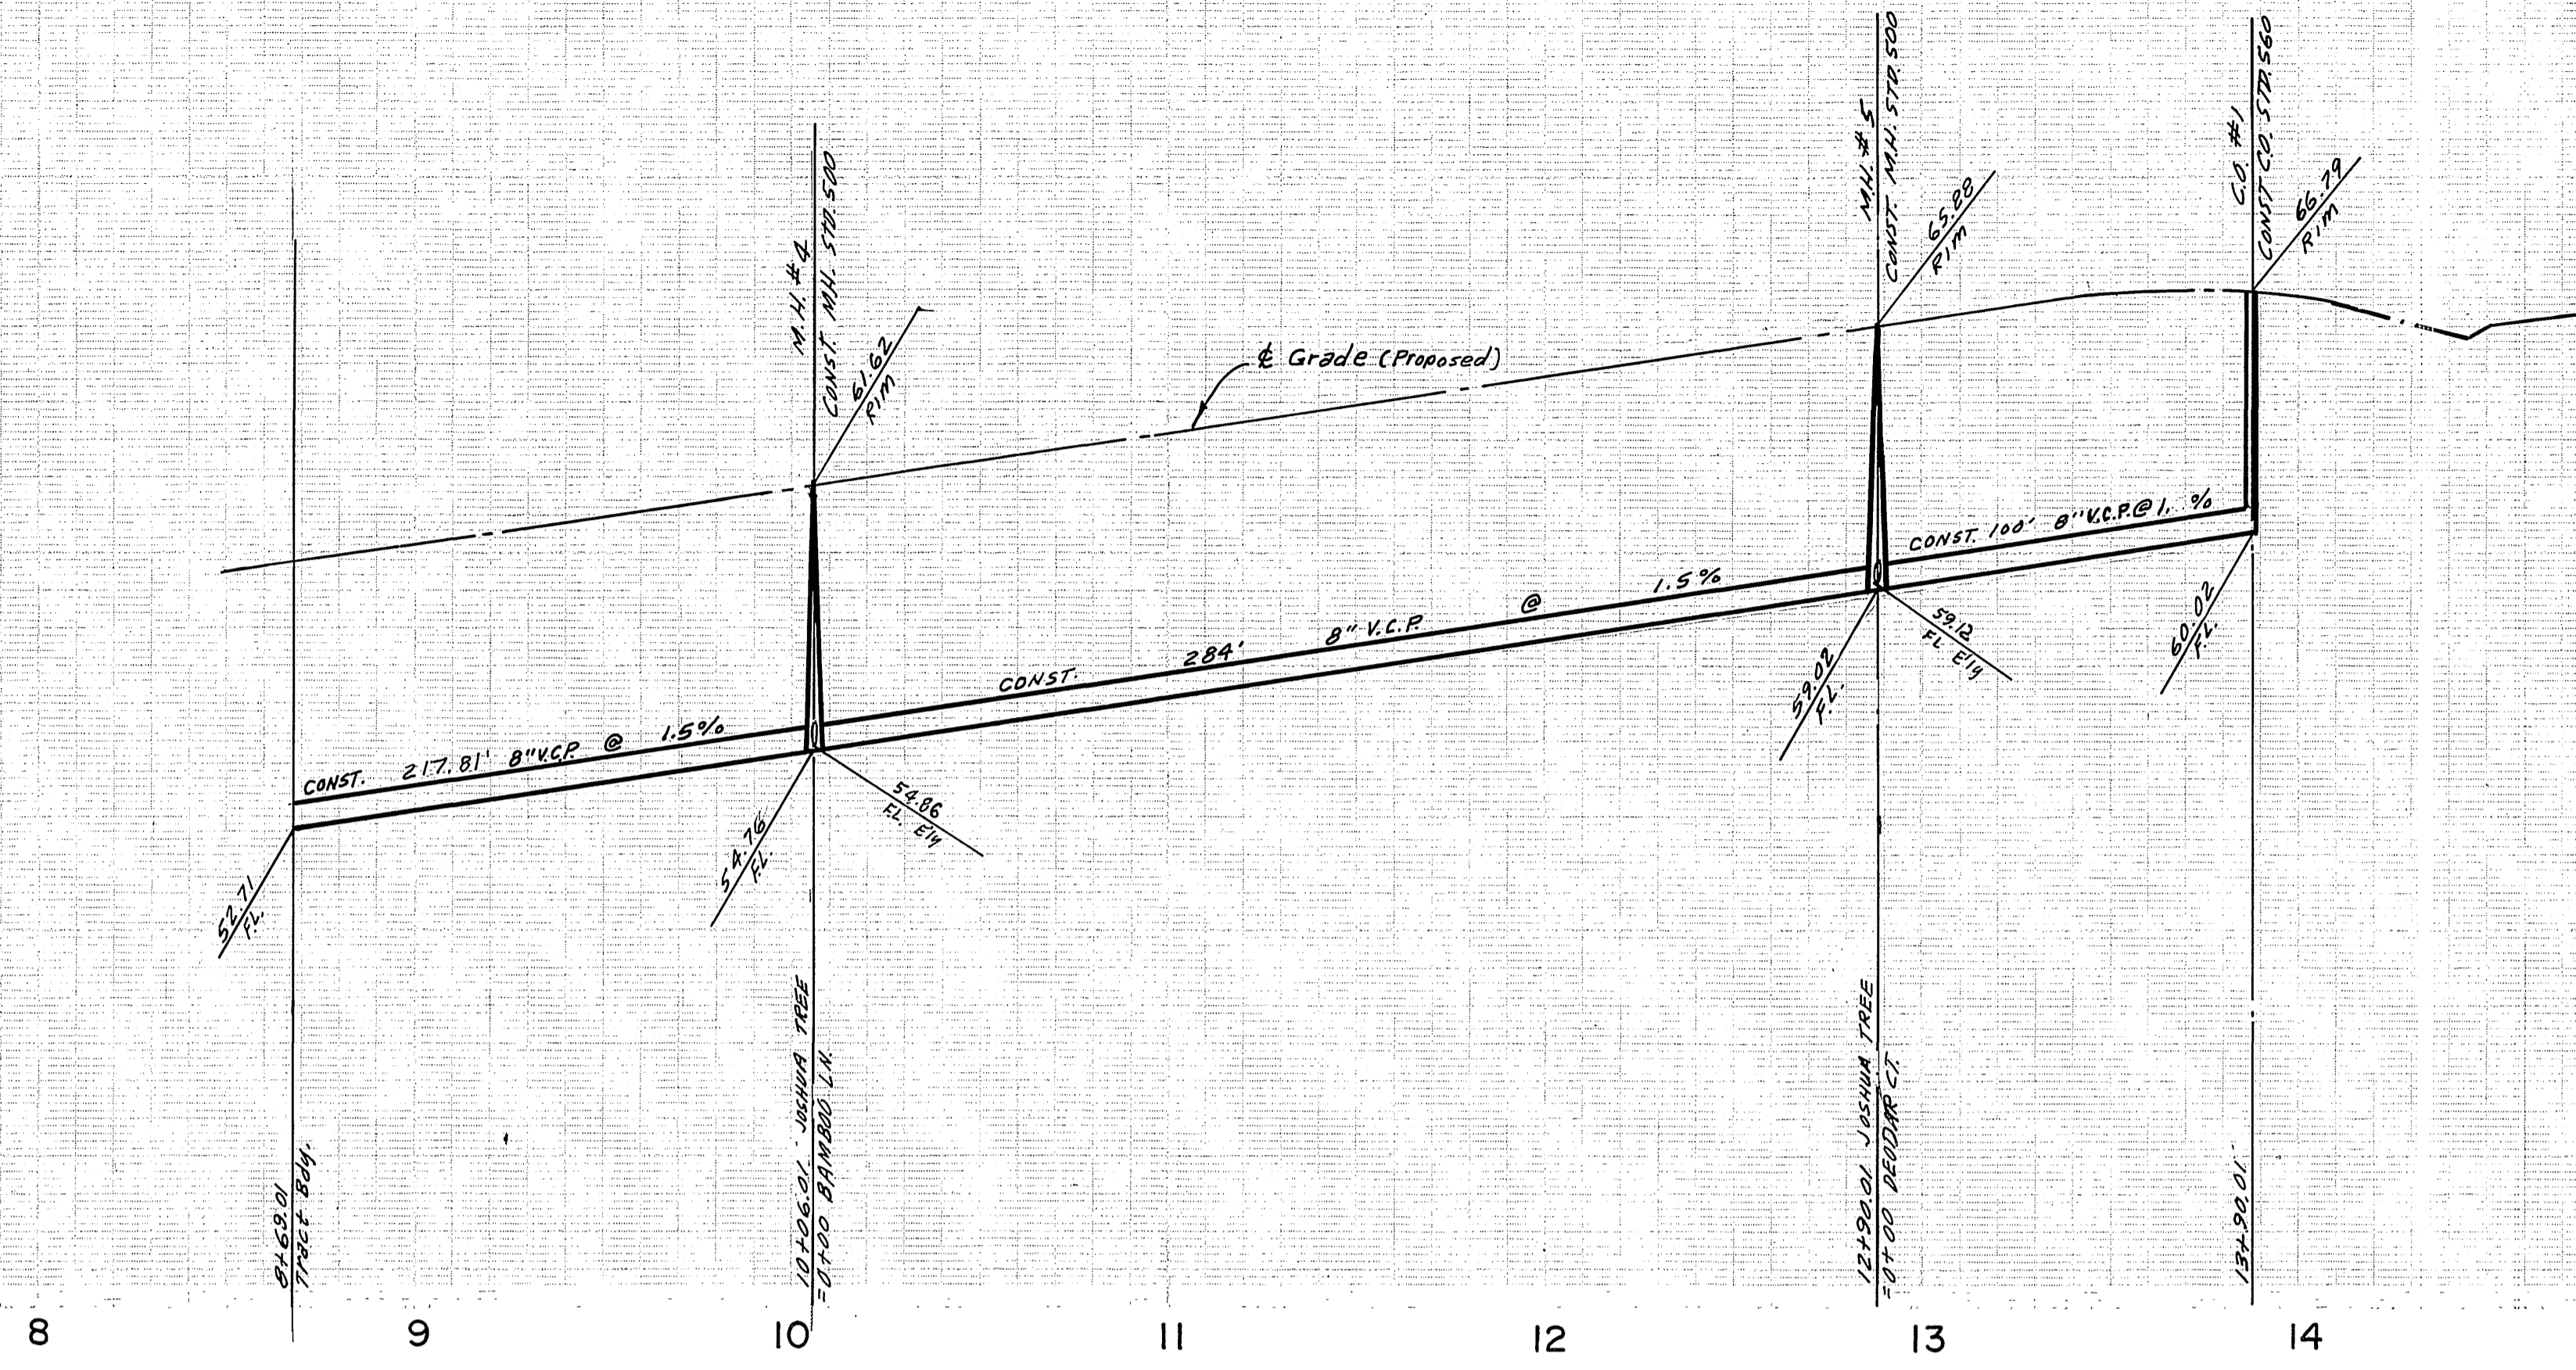 M.H. #4
CONST. MH. STD. 500
61.62
RIM
M.H. #5
CONST. M.H. STD. 500
65.88
RIM
C.O. #1
CONST C.O. STD. 560
66.79
RIM
℄ Grade (Proposed)
CONST. 217.81' 8" V.C.P. @ 1.5%
CONST. 284' 8" V.C.P. @ 1.5%
CONST. 100' 8" V.C.P. @ 1. %
52.71
F.L.
54.76
F.L.
54.86
F.L. E'ly
59.02
F.L.
59.12
FL E'ly
60.02
F.L.
8+69.01
Tract Bdy.
10+06.01 JOSHUA TREE
=0+00 BAMBOO LN.
12+90.01 JOSHUA TREE
=0+00 DEODAR CT.
13+90.01
8 9 10 11 12 13 14